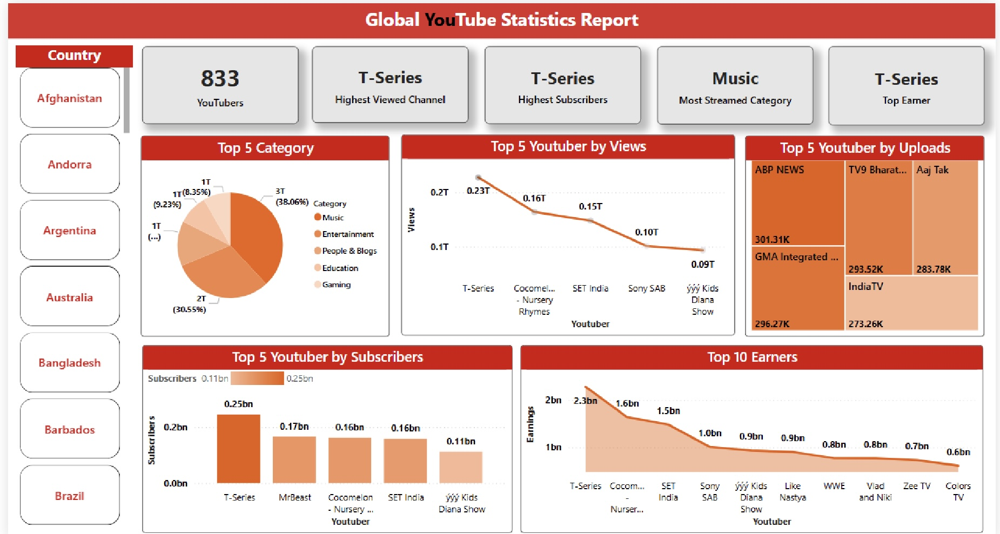 Global YouTube Statistics Report
Country
Afghanistan
Andorra
Argentina
Australia
Bangladesh
Barbados
Brazil
833
YouTubers
T-Series
Highest Viewed Channel
T-Series
Highest Subscribers
Music
Most Streamed Category
T-Series
Top Earner
Top 5 Category
1T
(8.35%)
1T
(9.23%)
1T
(...)
3T
(38.06%)
2T
(30.55%)
Category
Music
Entertainment
People & Blogs
Education
Gaming
Top 5 Youtuber by Views
Views
0.2T
0.1T
0.23T
0.16T
0.15T
0.10T
0.09T
T-Series
Cocomel...
- Nursery
Rhymes
SET India
Sony SAB
ýýý Kids
Diana
Show
Youtuber
Top 5 Youtuber by Uploads
ABP NEWS
301.31K
GMA Integrated ...
296.27K
TV9 Bharat...
293.52K
Aaj Tak
283.78K
IndiaTV
273.26K
Top 5 Youtuber by Subscribers
Subscribers 0.11bn 0.25bn
Subscribers
0.2bn
0.0bn
0.25bn
0.17bn
0.16bn
0.16bn
0.11bn
T-Series
MrBeast
Cocomelon
- Nursery ...
SET India
ýýý Kids
Diana Show
Youtuber
Top 10 Earners
Earnings
2bn
1bn
2.3bn
1.6bn
1.5bn
1.0bn
0.9bn
0.9bn
0.8bn
0.8bn
0.7bn
0.6bn
T-Series
Cocom...
-
Nurser...
SET
India
Sony
SAB
ýýý Kids
Diana
Show
Like
Nastya
WWE
Vlad
and Niki
Zee TV
Colors
TV
Youtuber